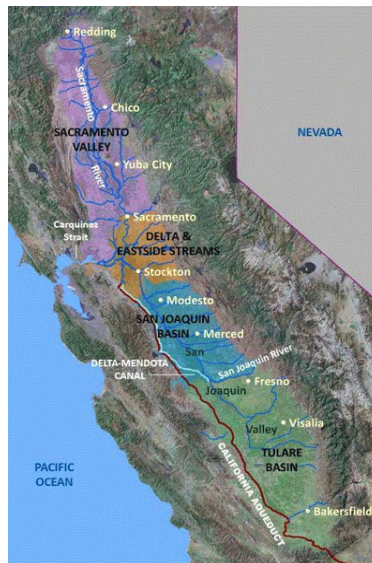 Redding
Sacramento
River
Chico
SACRAMENTO
VALLEY
NEVADA
Yuba City
Sacramento
Carquinez
Strait
DELTA &
EASTSIDE STREAMS
Stockton
Modesto
SAN JOAQUIN
BASIN
Merced
San
Joaquin
Valley
San Joaquin River
DELTA-MENDOTA
CANAL
Fresno
Visalia
TULARE
BASIN
CALIFORNIA AQUEDUCT
PACIFIC
OCEAN
Bakersfield